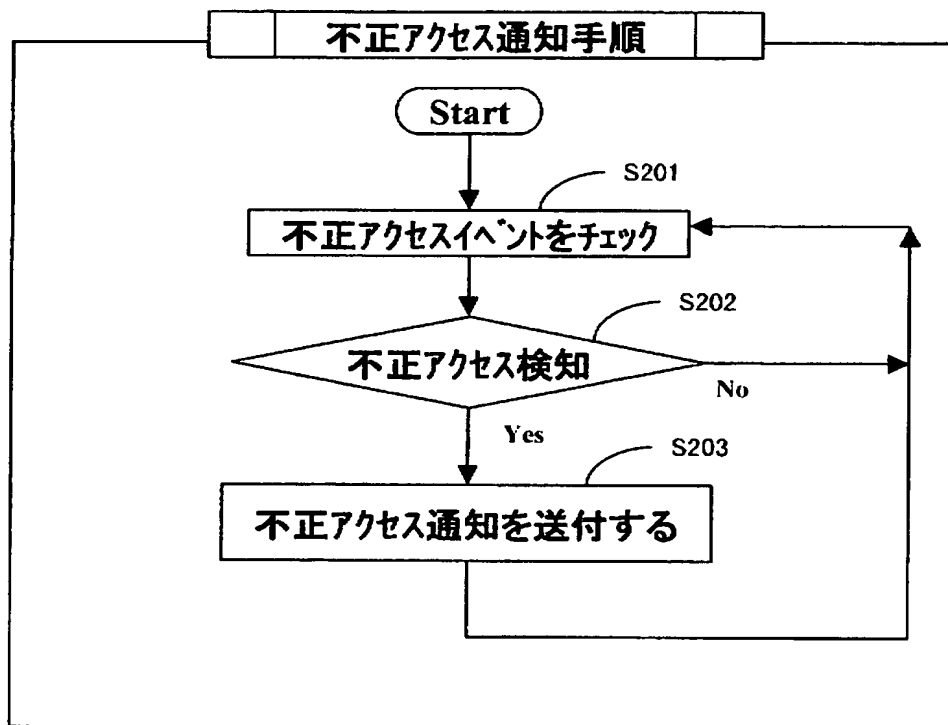 不正アクセス通知手順
Start
S201
不正アクセスイベントをチェック
S202
不正アクセス検知
No
Yes
S203
不正アクセス通知を送付する